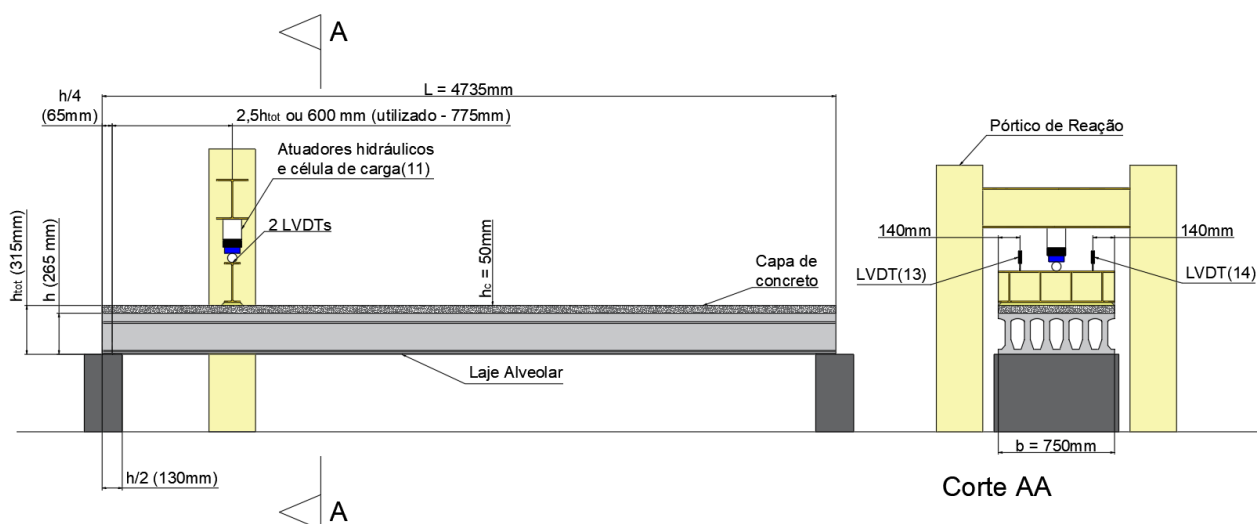 A
h/4
(65mm)
L = 4735mm
2,5htot ou 600 mm (utilizado - 775mm)
Atuadores hidráulicos
e célula de carga(11)
2 LVDTs
htot (315mm)
h (265 mm)
hc = 50mm
Capa de
concreto
Laje Alveolar
h/2 (130mm)
A
Pórtico de Reação
140mm
140mm
LVDT(13)
LVDT(14)
b = 750mm
Corte AA